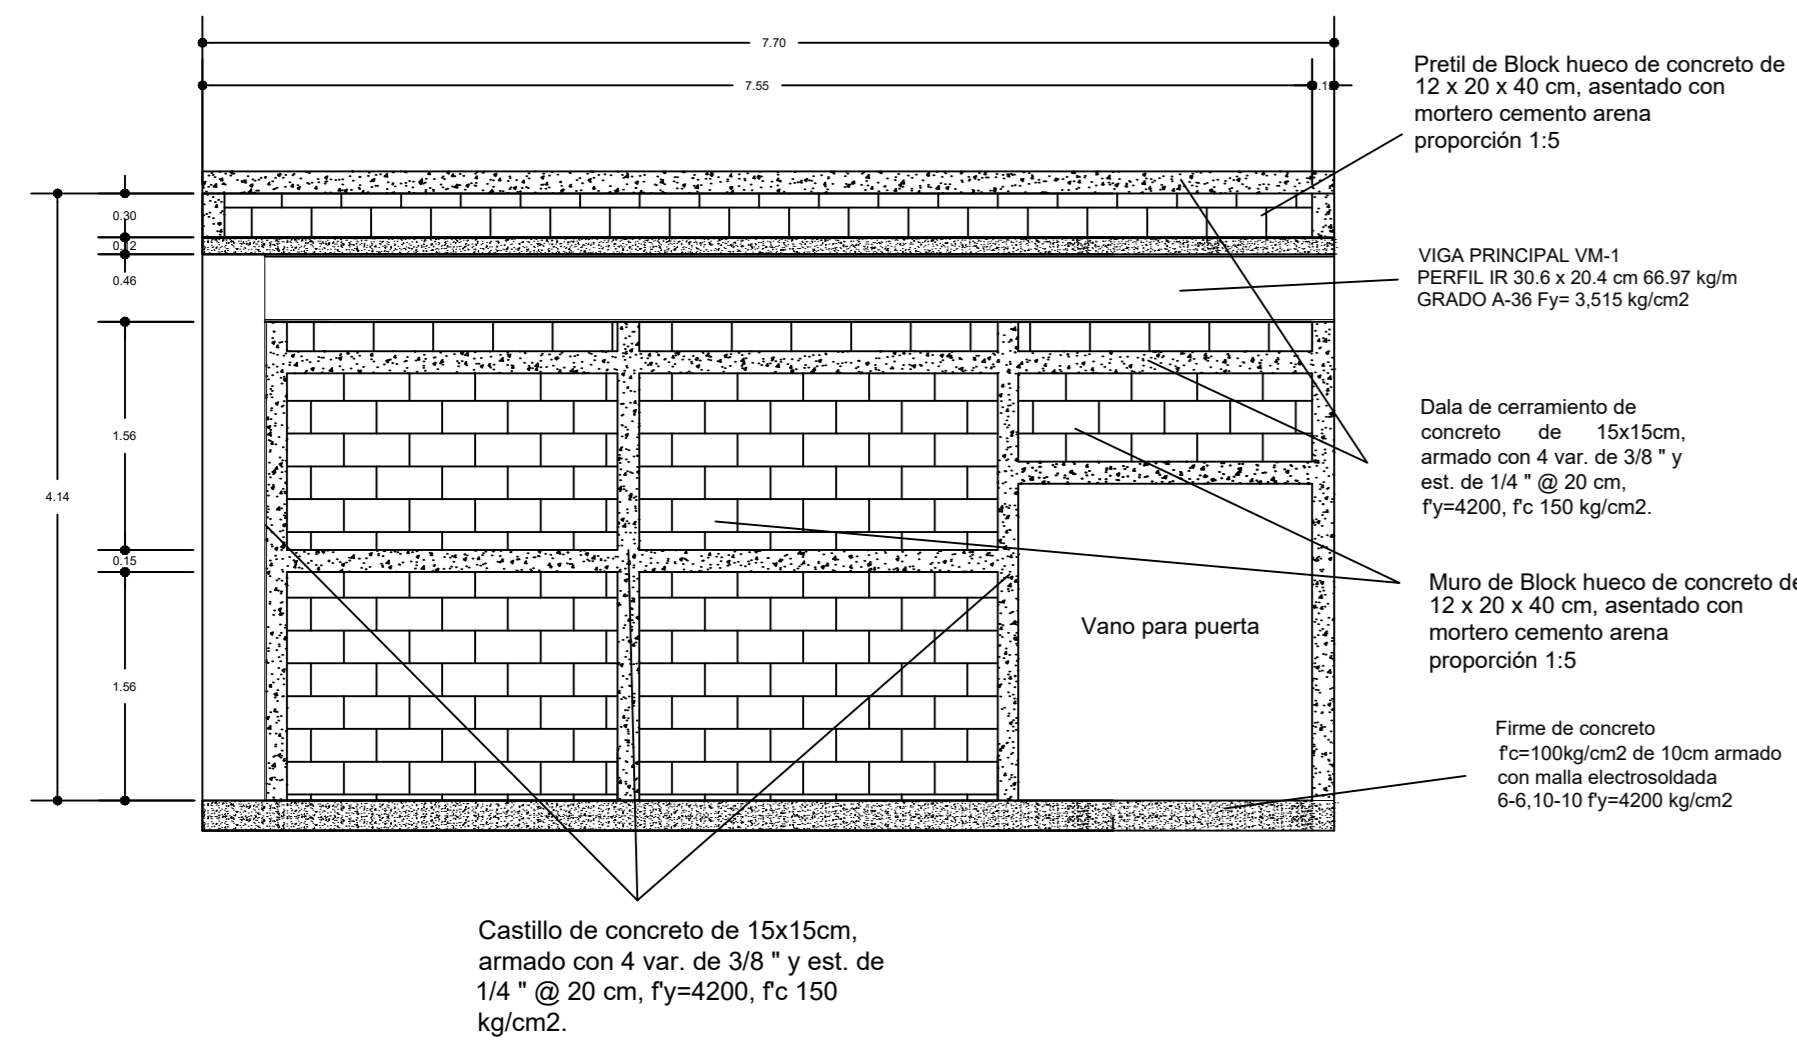 7.70
7.55
Pretil de Block hueco de concreto de
12 x 20 x 40 cm, asentado con
mortero cemento arena
proporción 1:5
0.30
0.12
0.46
VIGA PRINCIPAL VM-1
PERFIL IR 30.6 x 20.4 cm 66.97 kg/m
GRADO A-36 Fy= 3,515 kg/cm2
1.56
4.14
0.15
1.56
Dala de cerramiento de
concreto de 15x15cm,
armado con 4 var. de 3/8 " y
est. de 1/4 " @ 20 cm,
f'y=4200, f'c 150 kg/cm2.
Muro de Block hueco de concreto de
12 x 20 x 40 cm, asentado con
mortero cemento arena
proporción 1:5
Vano para puerta
Firme de concreto
f'c=100kg/cm2 de 10cm armado
con malla electrosoldada
6-6,10-10 f'y=4200 kg/cm2
Castillo de concreto de 15x15cm,
armado con 4 var. de 3/8 " y est. de
1/4 " @ 20 cm, f'y=4200, f'c 150
kg/cm2.